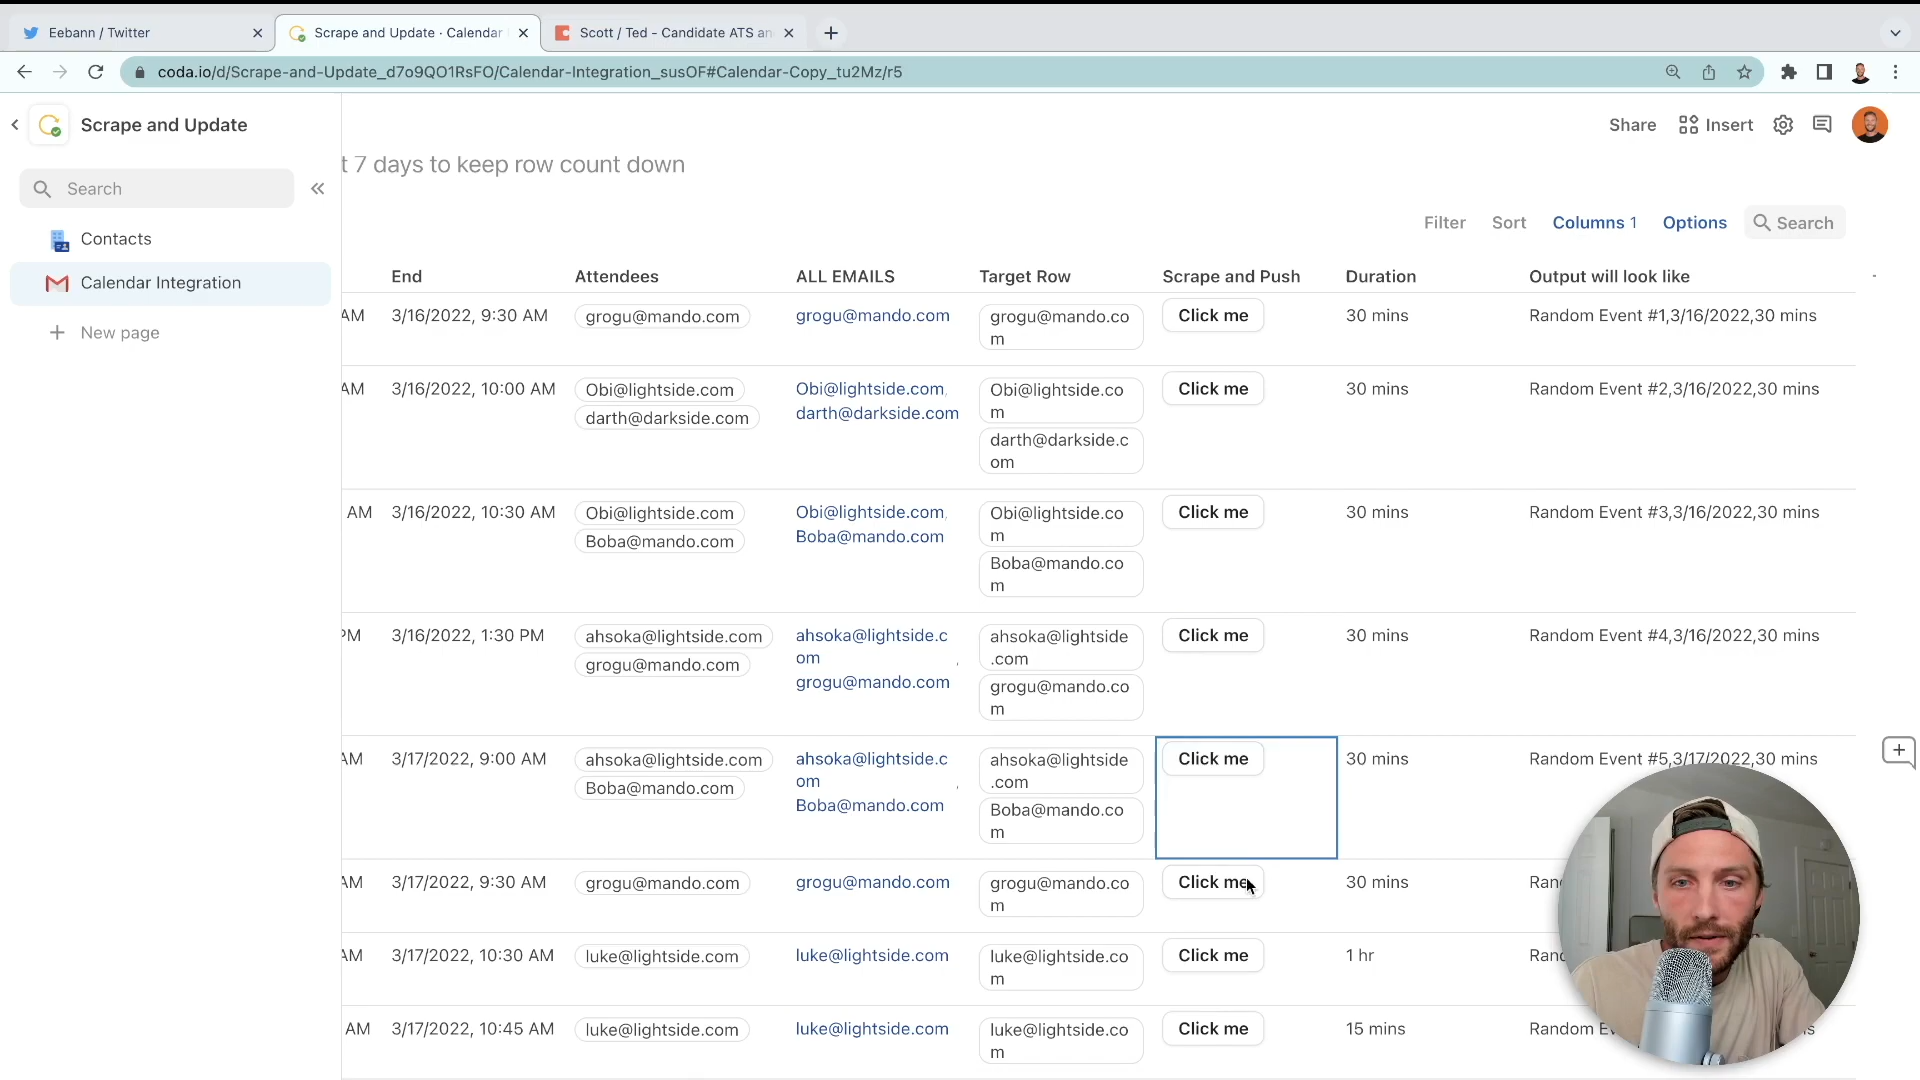 Eebann / Twitter
Scrape and Update · Calendar
Scott / Ted - Candidate ATS an
coda.io/d/Scrape-and-Update_d7o9QO1RsFO/Calendar-Integration_susOF#Calendar-Copy_tu2Mz/r5
Scrape and Update
Share
Insert
t 7 days to keep row count down
Search
Contacts
Calendar Integration
New page
Filter Sort Columns 1 Options Search
End Attendees ALL EMAILS Target Row Scrape and Push Duration Output will look like
AM 3/16/2022, 9:30 AM grogu@mando.com grogu@mando.com grogu@mando.co Click me 30 mins Random Event #1,3/16/2022,30 mins
m
AM 3/16/2022, 10:00 AM Obi@lightside.com Obi@lightside.com, Obi@lightside.co Click me 30 mins Random Event #2,3/16/2022,30 mins
darth@darkside.com darth@darkside.com m
darth@darkside.c
om
AM 3/16/2022, 10:30 AM Obi@lightside.com Obi@lightside.com, Obi@lightside.co Click me 30 mins Random Event #3,3/16/2022,30 mins
Boba@mando.com Boba@mando.com m
Boba@mando.co
m
PM 3/16/2022, 1:30 PM ahsoka@lightside.com ahsoka@lightside.c ahsoka@lightside Click me 30 mins Random Event #4,3/16/2022,30 mins
grogu@mando.com om , .com
grogu@mando.com grogu@mando.co
m
AM 3/17/2022, 9:00 AM ahsoka@lightside.com ahsoka@lightside.c ahsoka@lightside Click me 30 mins Random Event #5,3/17/2022,30 mins
Boba@mando.com om , .com
Boba@mando.com Boba@mando.co
m
AM 3/17/2022, 9:30 AM grogu@mando.com grogu@mando.com grogu@mando.co Click me 30 mins
m
AM 3/17/2022, 10:30 AM luke@lightside.com luke@lightside.com luke@lightside.co Click me 1 hr
m
AM 3/17/2022, 10:45 AM luke@lightside.com luke@lightside.com luke@lightside.co Click me 15 mins Random
m